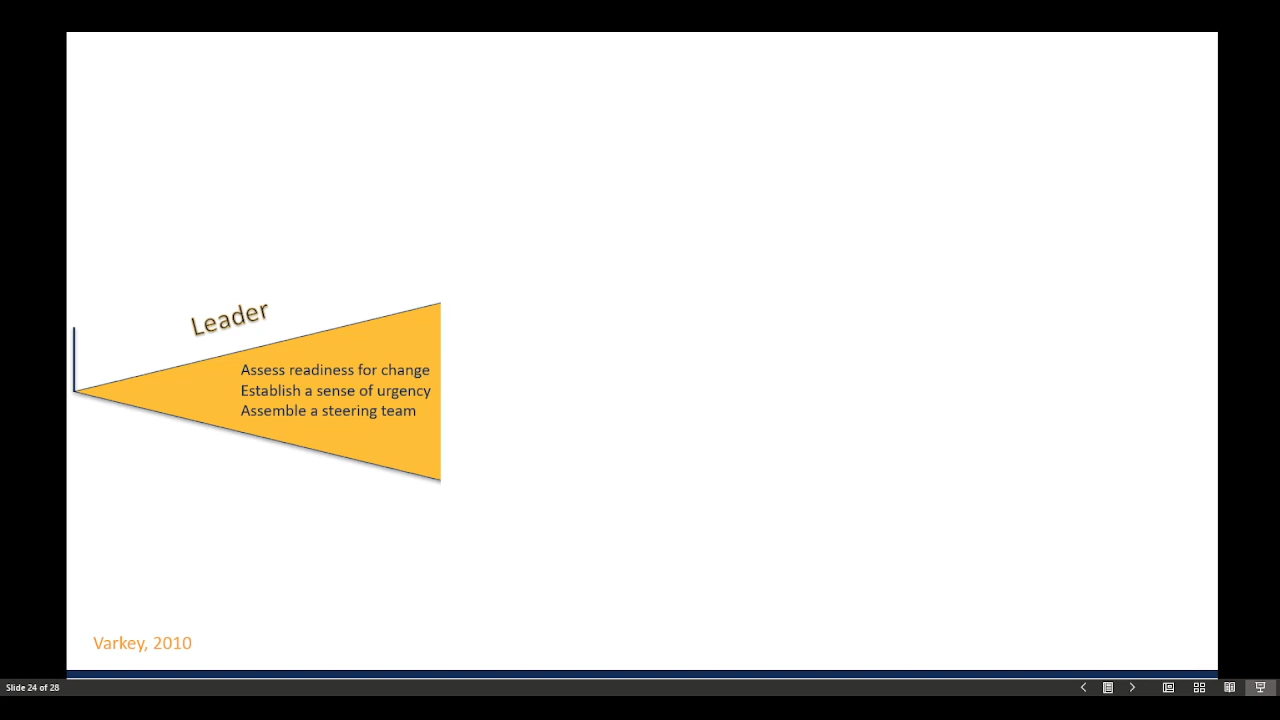 Leader
Assess readiness for change
Establish a sense of urgency
Assemble a steering team
Varkey, 2010
Slide 24 of 28